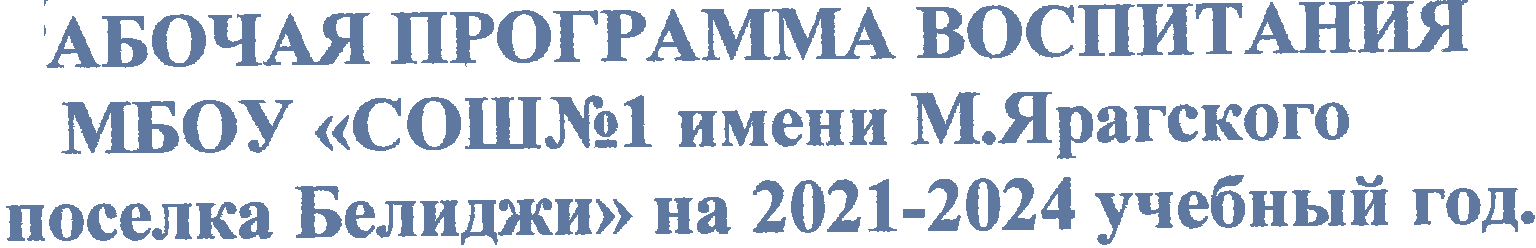 АБОЧАЯ ПРОГРАММА ВОСПИТАНИЯ
МБОУ «СОШ№1 имени М.Ярагского
поселка Белиджи» на 2021-2024 учебный год.